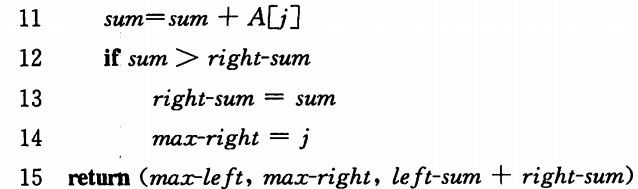 11 sum=sum + A[j]
12 if sum > right-sum
13 right-sum = sum
14 max-right = j
15 return (max-left, max-right, left-sum + right-sum)